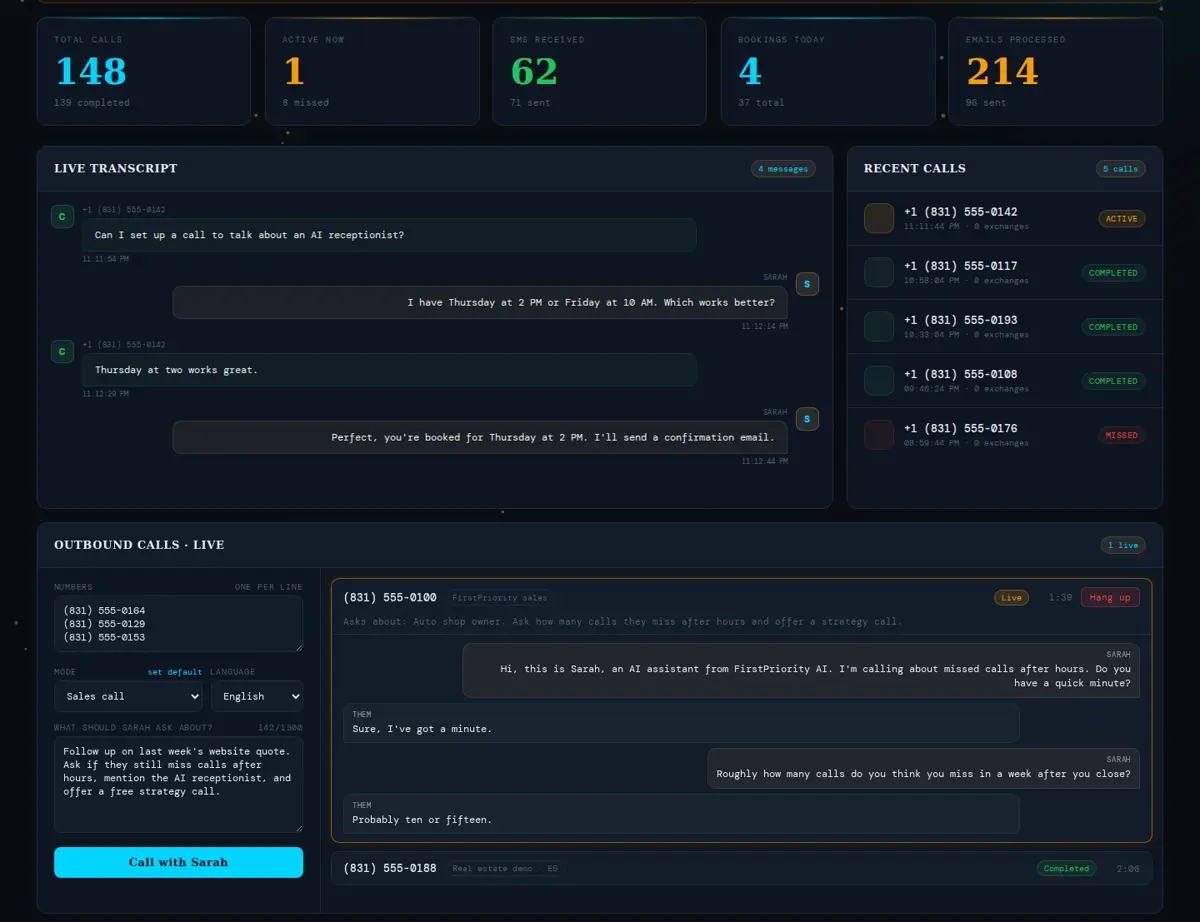 TOTAL CALLS
148
139 completed
ACTIVE NOW
1
8 missed
SMS RECEIVED
62
71 sent
BOOKINGS TODAY
4
37 total
EMAILS PROCESSED
214
96 sent
LIVE TRANSCRIPT
4 messages
C
+1 (831) 555-0142
Can I set up a call to talk about an AI receptionist?
11:11:54 PM
SARAH
S
I have Thursday at 2 PM or Friday at 10 AM. Which works better?
11:12:14 PM
C
+1 (831) 555-0142
Thursday at two works great.
11:12:29 PM
SARAH
S
Perfect, you're booked for Thursday at 2 PM. I'll send a confirmation email.
11:12:44 PM
RECENT CALLS
5 calls
+1 (831) 555-0142
11:11:44 PM · 0 exchanges
ACTIVE
+1 (831) 555-0117
10:58:04 PM · 0 exchanges
COMPLETED
+1 (831) 555-0193
10:33:04 PM · 0 exchanges
COMPLETED
+1 (831) 555-0108
09:46:24 PM · 0 exchanges
COMPLETED
+1 (831) 555-0176
08:59:44 PM · 0 exchanges
MISSED
OUTBOUND CALLS · LIVE
1 live
NUMBERS
ONE PER LINE
(831) 555-0164
(831) 555-0129
(831) 555-0153
MODE
set default
LANGUAGE
Sales call
English
WHAT SHOULD SARAH ASK ABOUT?
142/1500
Follow up on last week's website quote.
Ask if they still miss calls after
hours, mention the AI receptionist, and
offer a free strategy call.
Call with Sarah
(831) 555-0100
FirstPriority sales
Live
1:39
Hang up
Asks about: Auto shop owner. Ask how many calls they miss after hours and offer a strategy call.
SARAH
Hi, this is Sarah, an AI assistant from FirstPriority AI. I'm calling about missed calls after hours. Do you
have a quick minute?
THEM
Sure, I've got a minute.
SARAH
Roughly how many calls do you think you miss in a week after you close?
THEM
Probably ten or fifteen.
(831) 555-0188
Real estate demo · ES
Completed
2:06